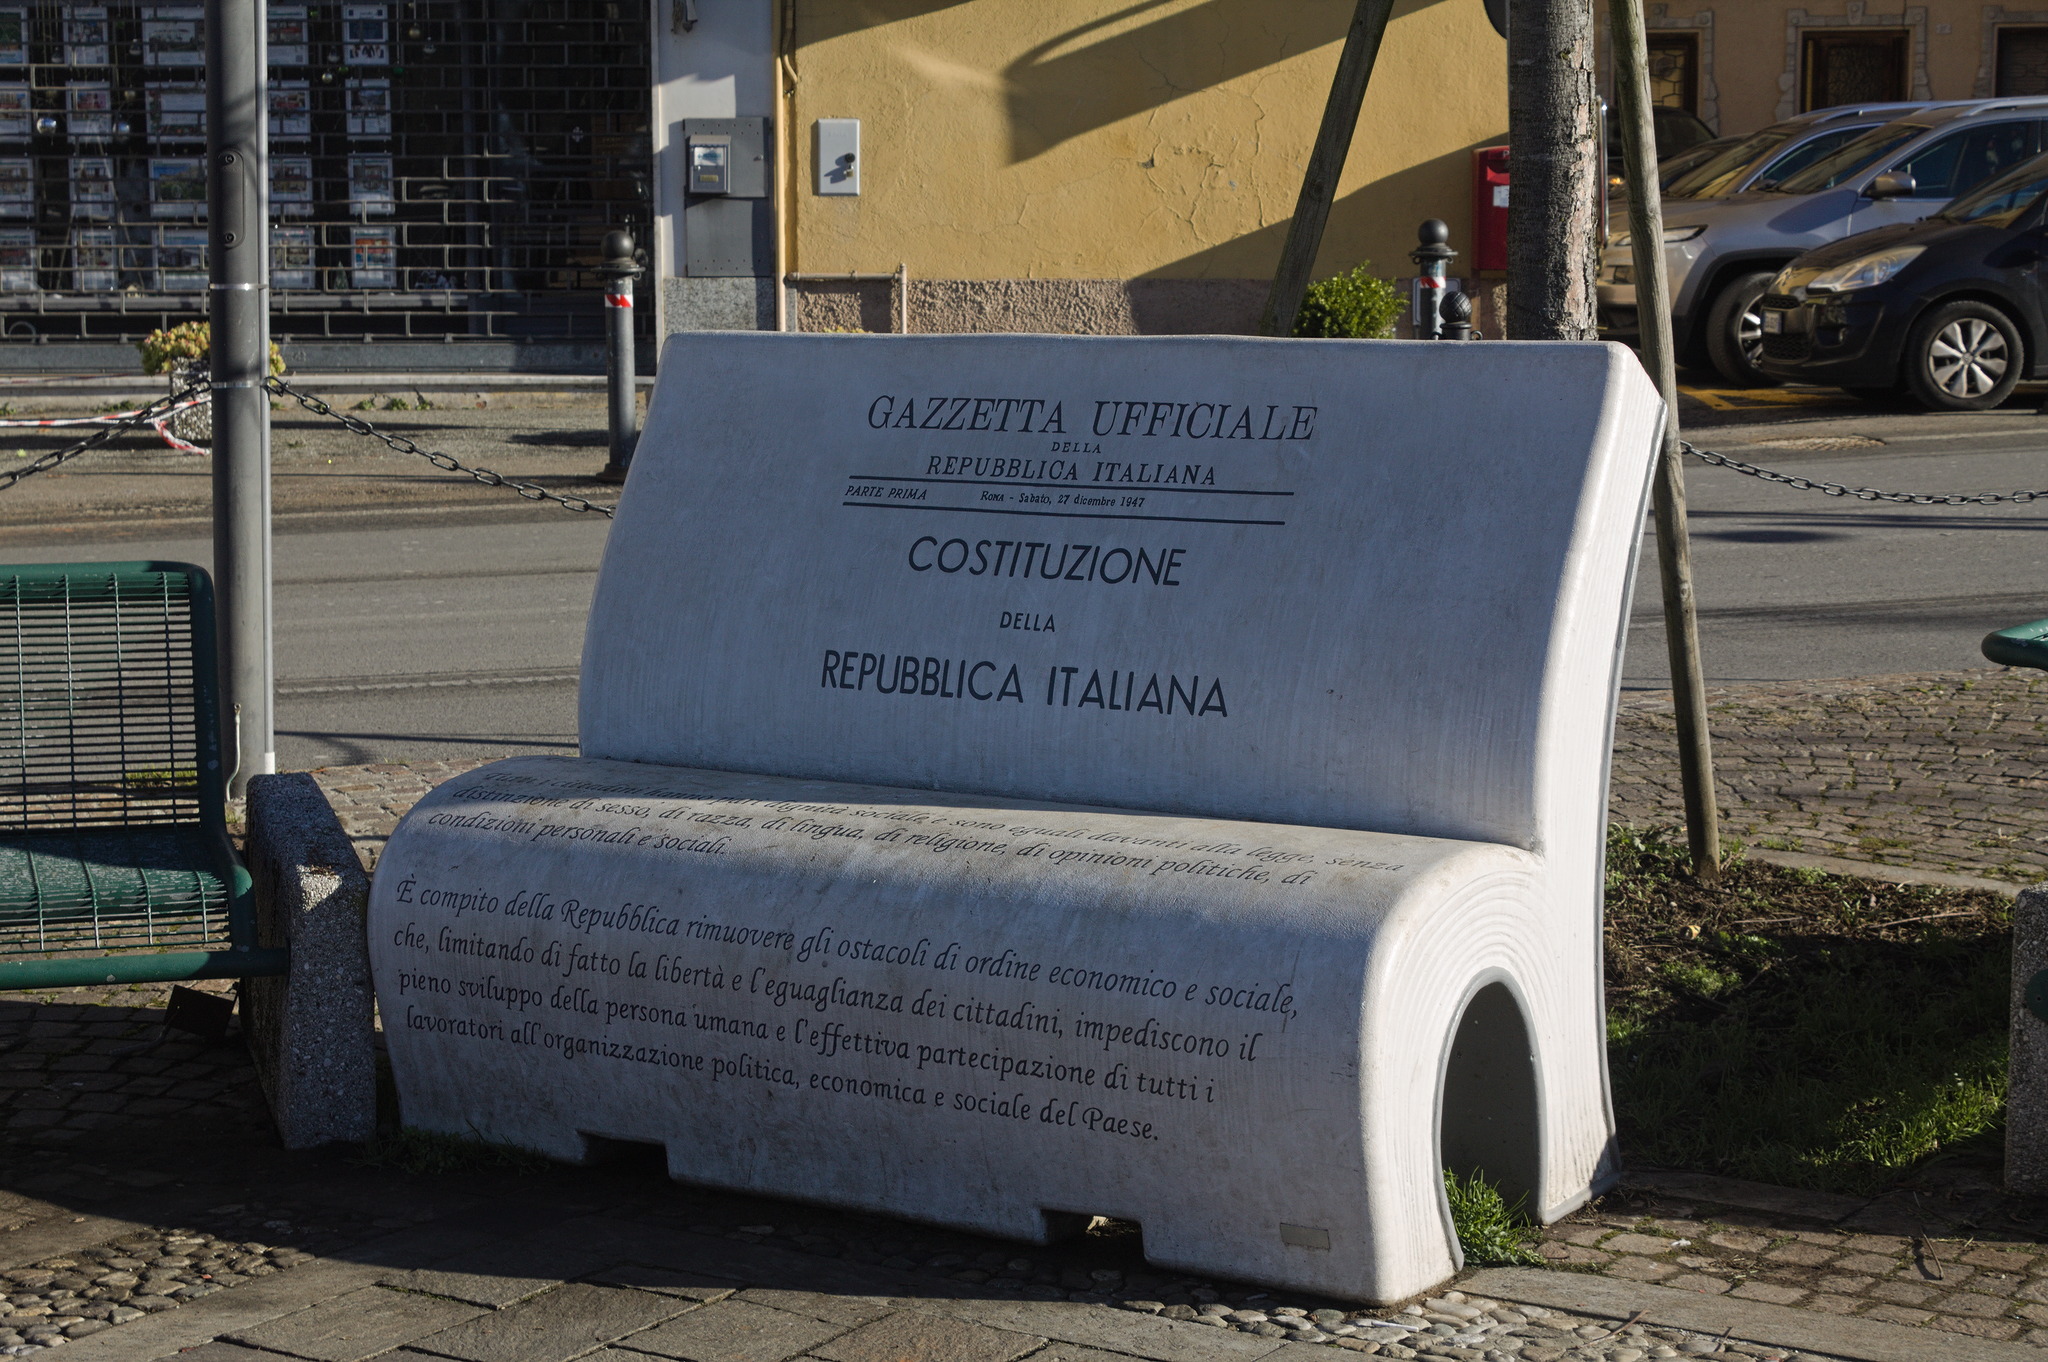 GAZZETTA UFFICIALE
DELLA
REPUBBLICA ITALIANA
PARTE PRIMA Roma - Sabato, 27 dicembre 1947
COSTITUZIONE
DELLA
REPUBBLICA ITALIANA
Tutti i cittadini hanno pari dignità sociale e sono eguali davanti alla legge, senza
distinzione di sesso, di razza, di lingua, di religione, di opinioni politiche, di
condizioni personali e sociali.
È compito della Repubblica rimuovere gli ostacoli di ordine economico e sociale,
che, limitando di fatto la libertà e l'eguaglianza dei cittadini, impediscono il
pieno sviluppo della persona umana e l'effettiva partecipazione di tutti i
lavoratori all'organizzazione politica, economica e sociale del Paese.